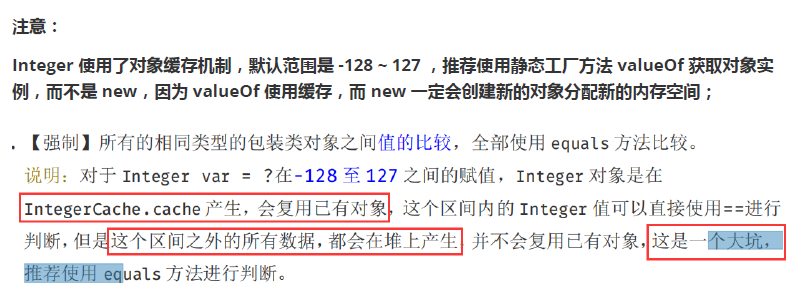 注意：
Integer 使用了对象缓存机制，默认范围是 -128 ~ 127 ，推荐使用静态工厂方法 valueOf 获取对象实
例，而不是 new，因为 valueOf 使用缓存，而 new 一定会创建新的对象分配新的内存空间；
. 【强制】所有的相同类型的包装类对象之间值的比较，全部使用 equals 方法比较。
说明：对于 Integer var = ?在-128 至 127 之间的赋值，Integer 对象是在
IntegerCache.cache 产生，会复用已有对象，这个区间内的 Integer 值可以直接使用==进行
判断，但是这个区间之外的所有数据，都会在堆上产生，并不会复用已有对象，这是一个大坑，
推荐使用 equals 方法进行判断。